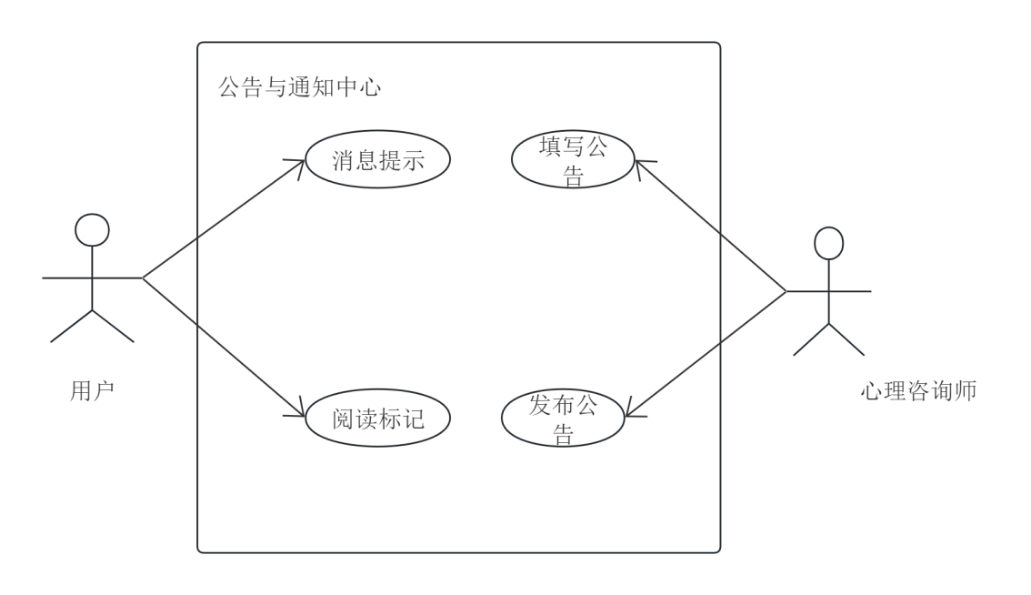 公告与通知中心
消息提示
填写公
告
用户
心理咨询师
阅读标记
发布公
告